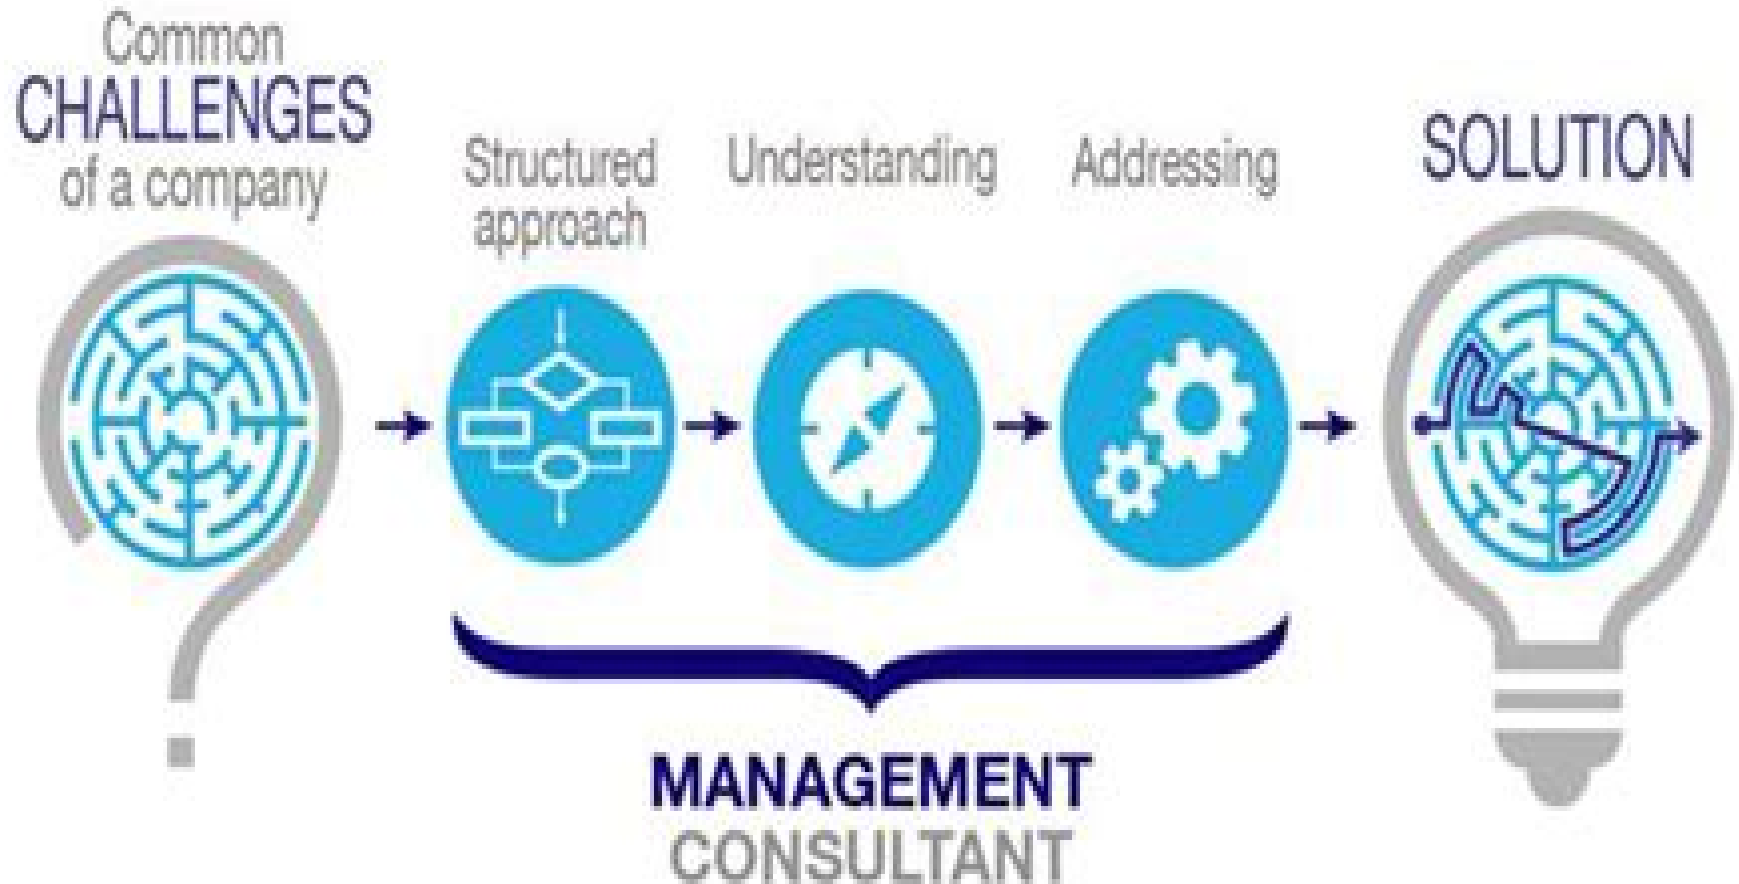 Common
CHALLENGES
of a company
Structured
approach
Understanding
Addressing
SOLUTION
MANAGEMENT
CONSULTANT